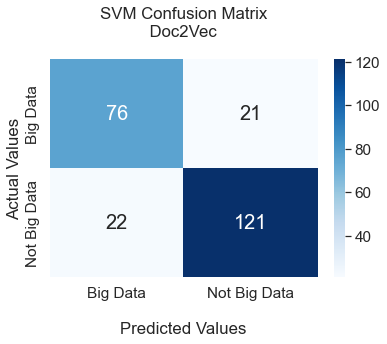 SVM Confusion Matrix
Doc2Vec
Actual Values
Big Data
Not Big Data
76
21
22
121
Big Data
Not Big Data
Predicted Values
120
100
80
60
40